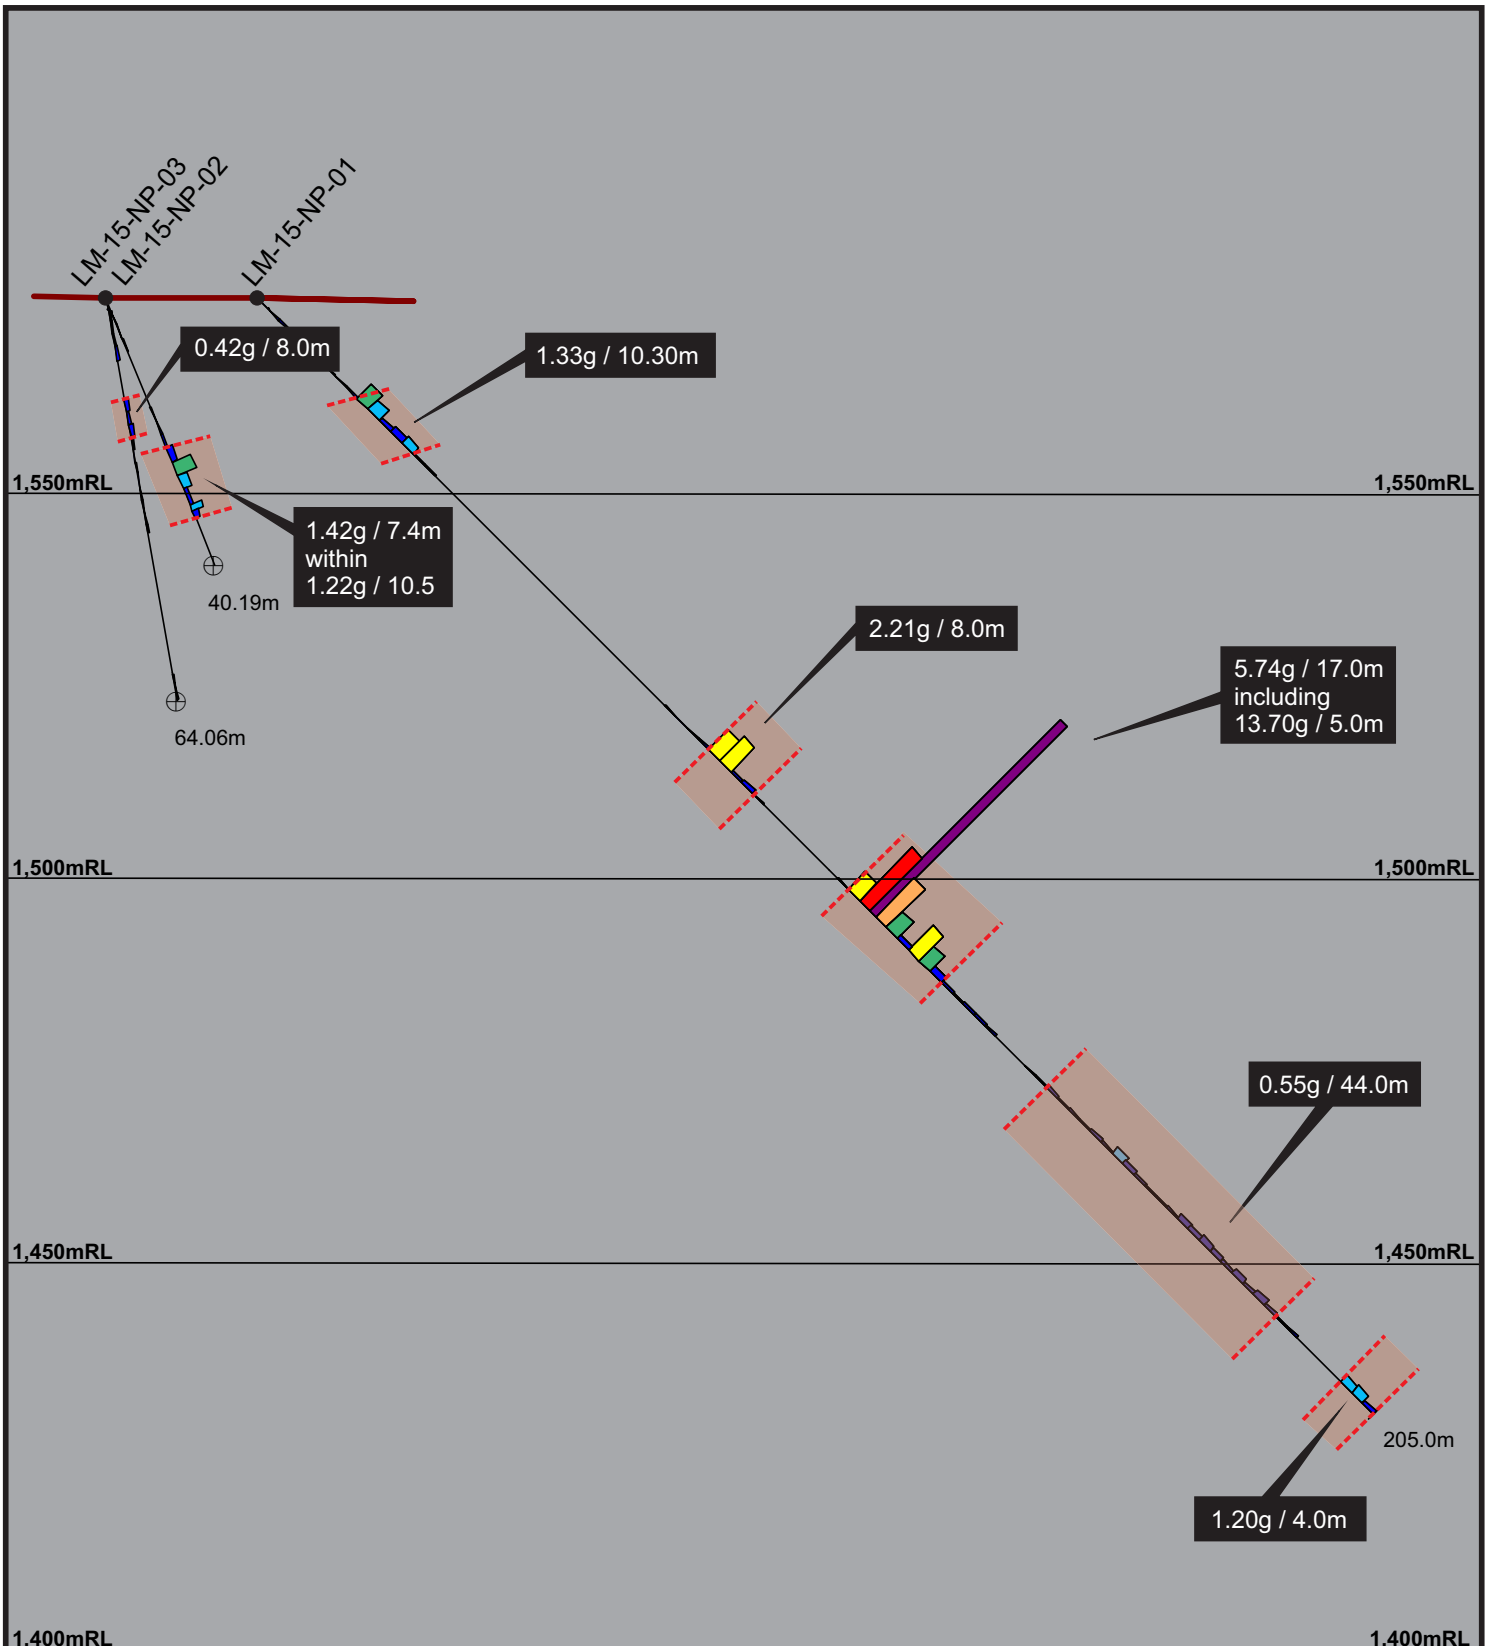 LM-15-NP-03
LM-15-NP-02
LM-15-NP-01
0.42g / 8.0m
1.33g / 10.30m
1,550mRL
1,550mRL
1.42g / 7.4m
within
1.22g / 10.5
40.19m
2.21g / 8.0m
5.74g / 17.0m
including
13.70g / 5.0m
64.06m
1,500mRL
1,500mRL
0.55g / 44.0m
1,450mRL
1,450mRL
205.0m
1.20g / 4.0m
1,400mRL
1,400mRL